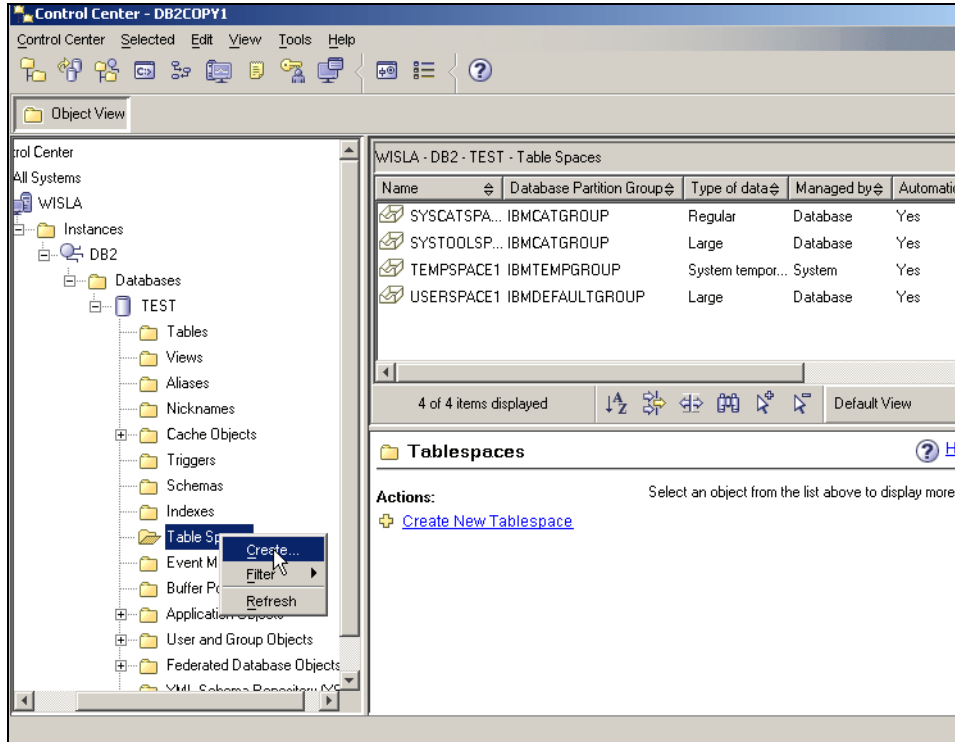 Control Center - DB2COPY1
Control Center Selected Edit View Tools Help
Object View
rol Center
All Systems
WISLA
Instances
DB2
Databases
TEST
Tables
Views
Aliases
Nicknames
Cache Objects
Triggers
Schemas
Indexes
Table Sp
Event M
Buffer Po
Application
User and Group Objects
Federated Database Objects
Create...
Filter
Refresh
WISLA - DB2 - TEST - Table Spaces
Name Database Partition Group Type of data Managed by Automati
SYSCATSPA... IBMCATGROUP Regular Database Yes
SYSTOOLSP... IBMCATGROUP Large Database Yes
TEMPSPACE1 IBMTEMPGROUP System tempor... System Yes
USERSPACE1 IBMDEFAULTGROUP Large Database Yes
4 of 4 items displayed Default View
Tablespaces
H
Actions:
Select an object from the list above to display more
Create New Tablespace